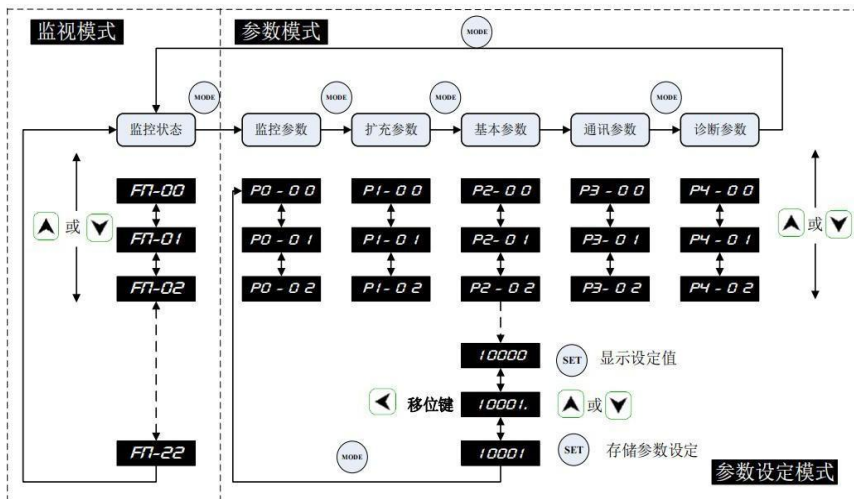 监视模式 参数模式
MODE
MODE MODE MODE MODE
监控状态 监控参数 扩充参数 基本参数 通讯参数 诊断参数
FN-00 P0-00 P1-00 P2-00 P3-00 P4-00
或 FN-01 P0-01 P1-01 P2-01 P3-01 P4-01 或
FN-02 P0-02 P1-02 P2-02 P3-02 P4-02
10000 SET 显示设定值
移位键 10001. 或
FN-22 MODE 10001 SET 存储参数设定
参数设定模式